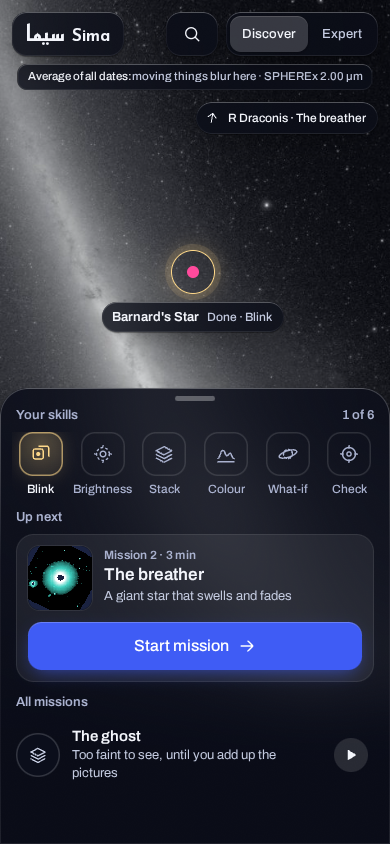 سيما Sima
Discover
Expert
Average of all dates: moving things blur here · SPHEREx 2.00 µm
↑ R Draconis · The breather
Barnard's Star Done · Blink
Your skills
1 of 6
Blink
Brightness
Stack
Colour
What-if
Check
Up next
Mission 2 · 3 min
The breather
A giant star that swells and fades
Start mission →
All missions
The ghost
Too faint to see, until you add up the
pictures